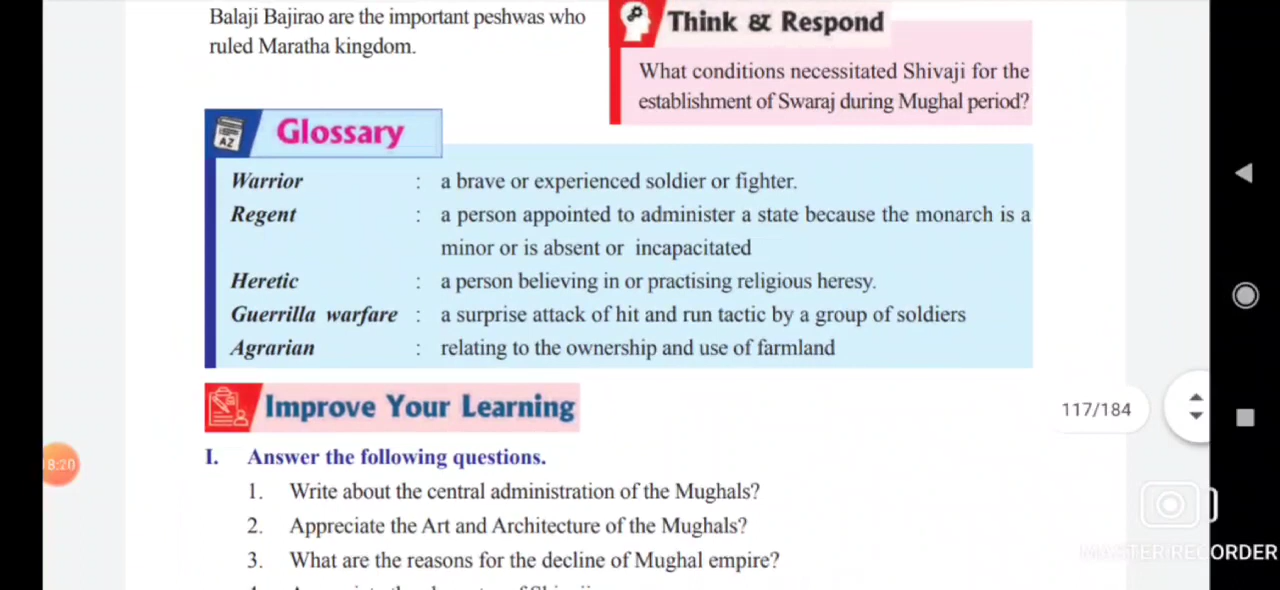 Balaji Bajirao are the important peshwas who
ruled Maratha kingdom.
Think & Respond
What conditions necessitated Shivaji for the
establishment of Swaraj during Mughal period?
AZ
Glossary
Warrior : a brave or experienced soldier or fighter.
Regent : a person appointed to administer a state because the monarch is a
minor or is absent or incapacitated
Heretic : a person believing in or practising religious heresy.
Guerrilla warfare : a surprise attack of hit and run tactic by a group of soldiers
Agrarian : relating to the ownership and use of farmland
Improve Your Learning
117/184
8:20
I. Answer the following questions.
1. Write about the central administration of the Mughals?
2. Appreciate the Art and Architecture of the Mughals?
3. What are the reasons for the decline of Mughal empire?
MASTER RECORDER